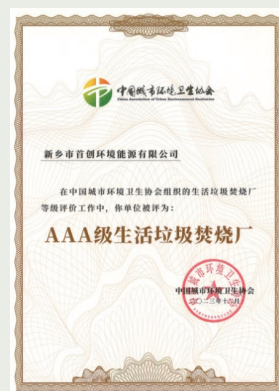 中国城市环境卫生协会
China Association of Urban Environmental Sanitation
新乡市首创环境能源有限公司
在中国城市环境卫生协会组织的生活垃圾焚烧厂
等级评价工作中，你单位被评为：
AAA级生活垃圾焚烧厂
中国城市环境卫生协会